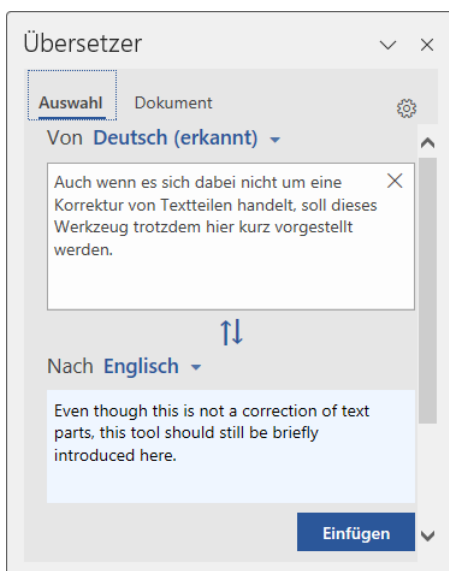 Übersetzer
Auswahl Dokument
Von Deutsch (erkannt)
Auch wenn es sich dabei nicht um eine
Korrektur von Textteilen handelt, soll dieses
Werkzeug trotzdem hier kurz vorgestellt
werden.
Nach Englisch
Even though this is not a correction of text
parts, this tool should still be briefly
introduced here.
Einfügen